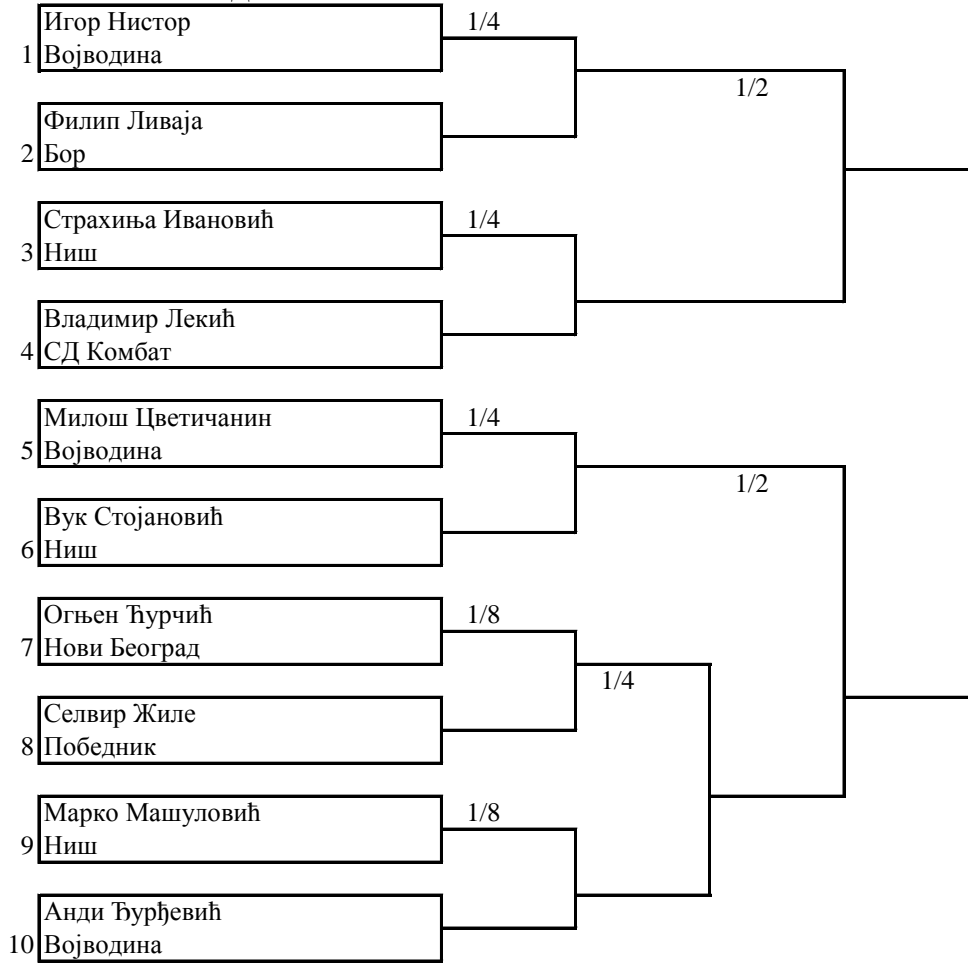 Игор Нистор 1/4
1 Војводина
1/2
Филип Ливаја
2 Бор
Страхиња Ивановић 1/4
3 Ниш
Владимир Лекић
4 СД Комбат
Милош Цветичанин 1/4
5 Војводина
1/2
Вук Стојановић
6 Ниш
Огњен Ћурчић 1/8
7 Нови Београд
1/4
Селвир Жиле
8 Победник
Марко Машуловић 1/8
9 Ниш
Анди Ђурђевић
10 Војводина